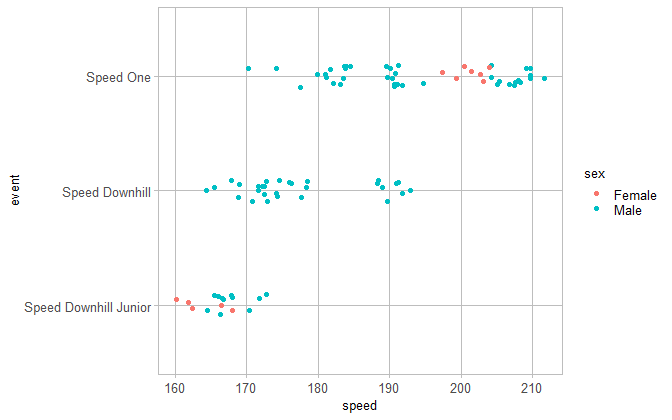 Speed One
Speed Downhill
Speed Downhill Junior
event
160 170 180 190 200 210
speed
sex
Female
Male